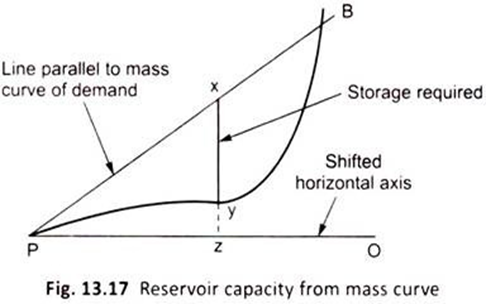 B
Line parallel to mass
curve of demand
x
Storage required
Shifted
horizontal axis
y
P
z
O
Fig. 13.17 Reservoir capacity from mass curve